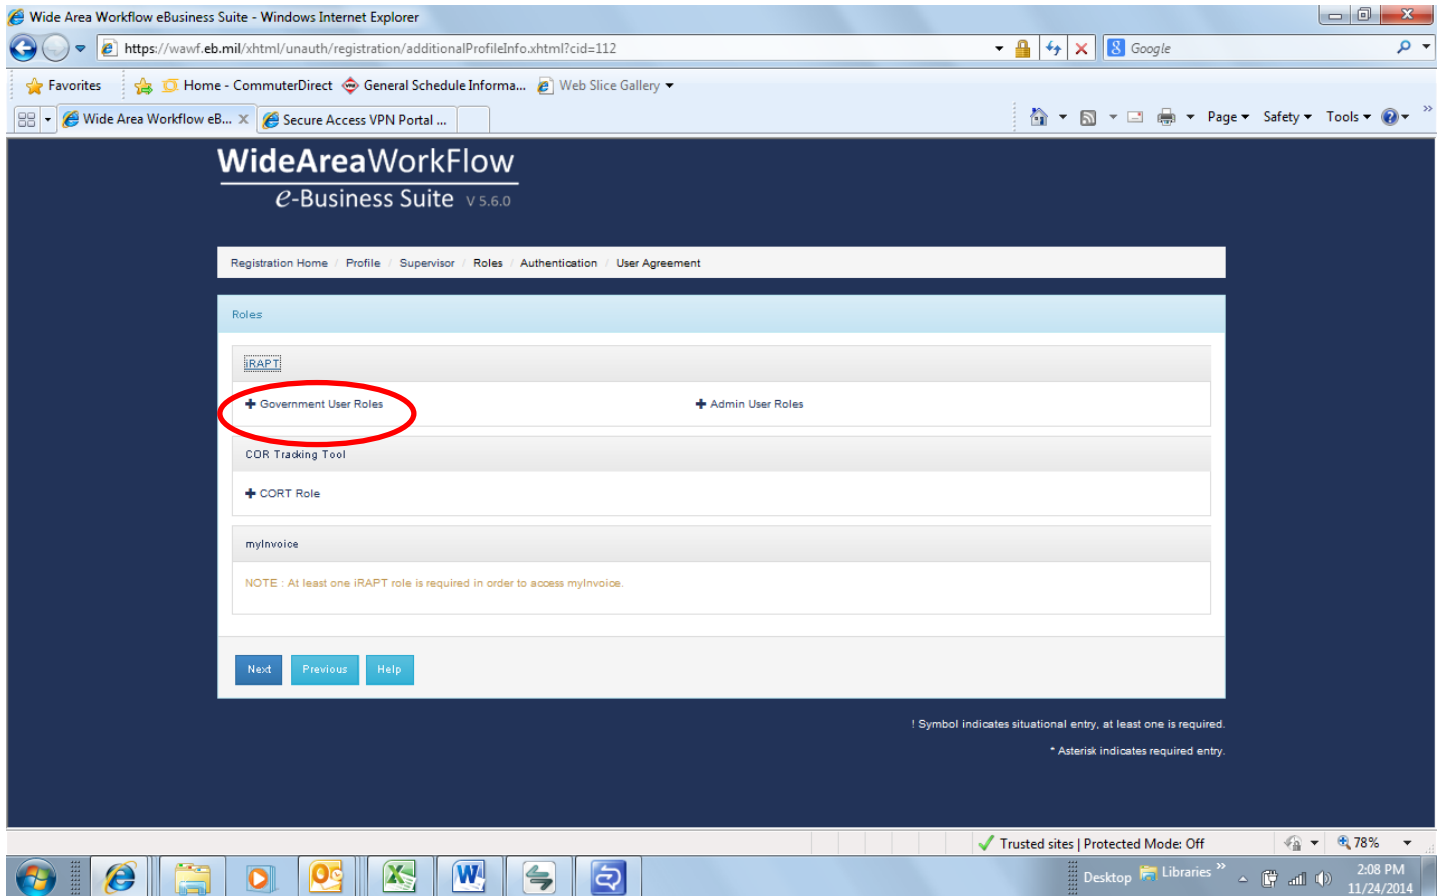 Wide Area Workflow eBusiness Suite - Windows Internet Explorer
https://wawf.eb.mil/xhtml/unauth/registration/additionalProfileInfo.xhtml?cid=112
Google
Favorites Home - CommuterDirect General Schedule Informa... Web Slice Gallery
Wide Area Workflow eB... X Secure Access VPN Portal ...
Page Safety Tools
WideAreaWorkFlow
e-Business Suite V 5.6.0
Registration Home / Profile / Supervisor / Roles / Authentication / User Agreement
Roles
iRAPT
+ Government User Roles + Admin User Roles
COR Tracking Tool
+ CORT Role
myInvoice
NOTE : At least one iRAPT role is required in order to access myInvoice.
Next Previous Help
! Symbol indicates situational entry, at least one is required.
* Asterisk indicates required entry.
Trusted sites | Protected Mode: Off 78%
Desktop Libraries 2:08 PM
11/24/2014